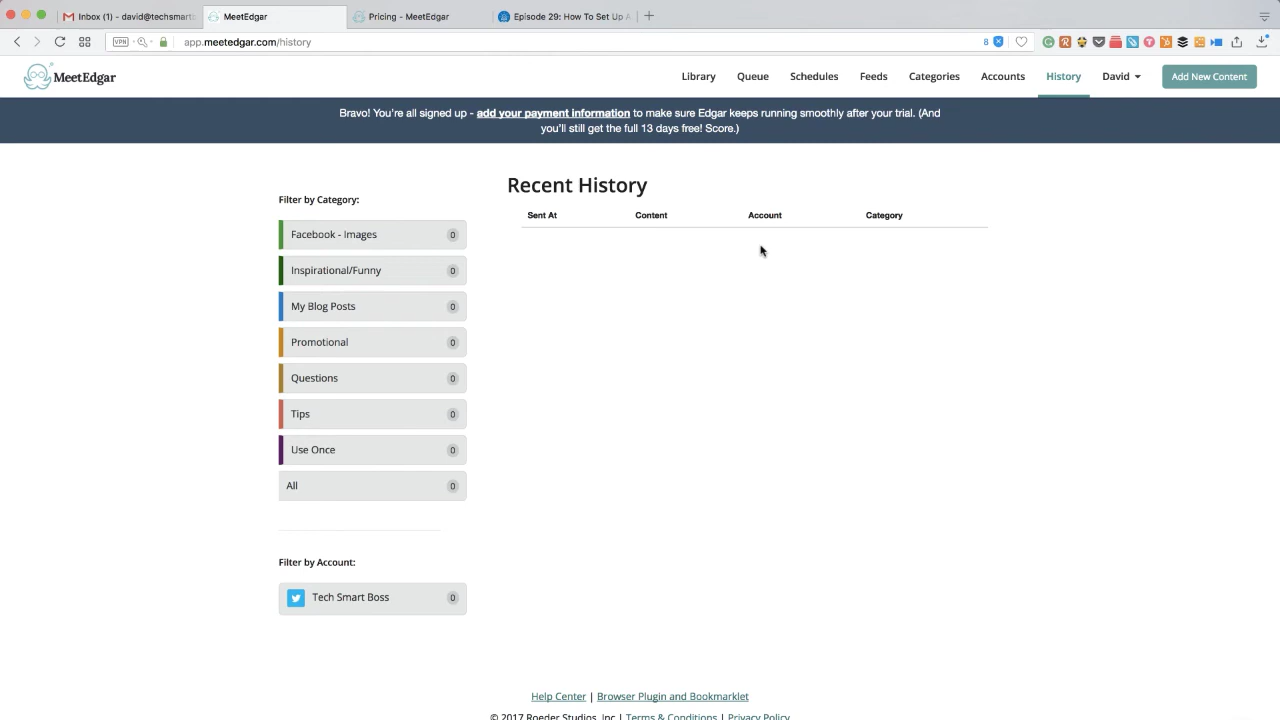 Inbox (1) - david@techsmart
MeetEdgar
Pricing - MeetEdgar
Episode 29: How To Set Up A
VPN
app.meetedgar.com/history
8
MeetEdgar
Library
Queue
Schedules
Feeds
Categories
Accounts
History
David
Add New Content
Bravo! You're all signed up - add your payment information to make sure Edgar keeps running smoothly after your trial. (And
you'll still get the full 13 days free! Score.)
Filter by Category:
Facebook - Images 0
Inspirational/Funny 0
My Blog Posts 0
Promotional 0
Questions 0
Tips 0
Use Once 0
All 0
Filter by Account:
Tech Smart Boss 0
Recent History
Sent At Content Account Category
Help Center | Browser Plugin and Bookmarklet
© 2017 Roeder Studios, Inc | Terms & Conditions | Privacy Policy